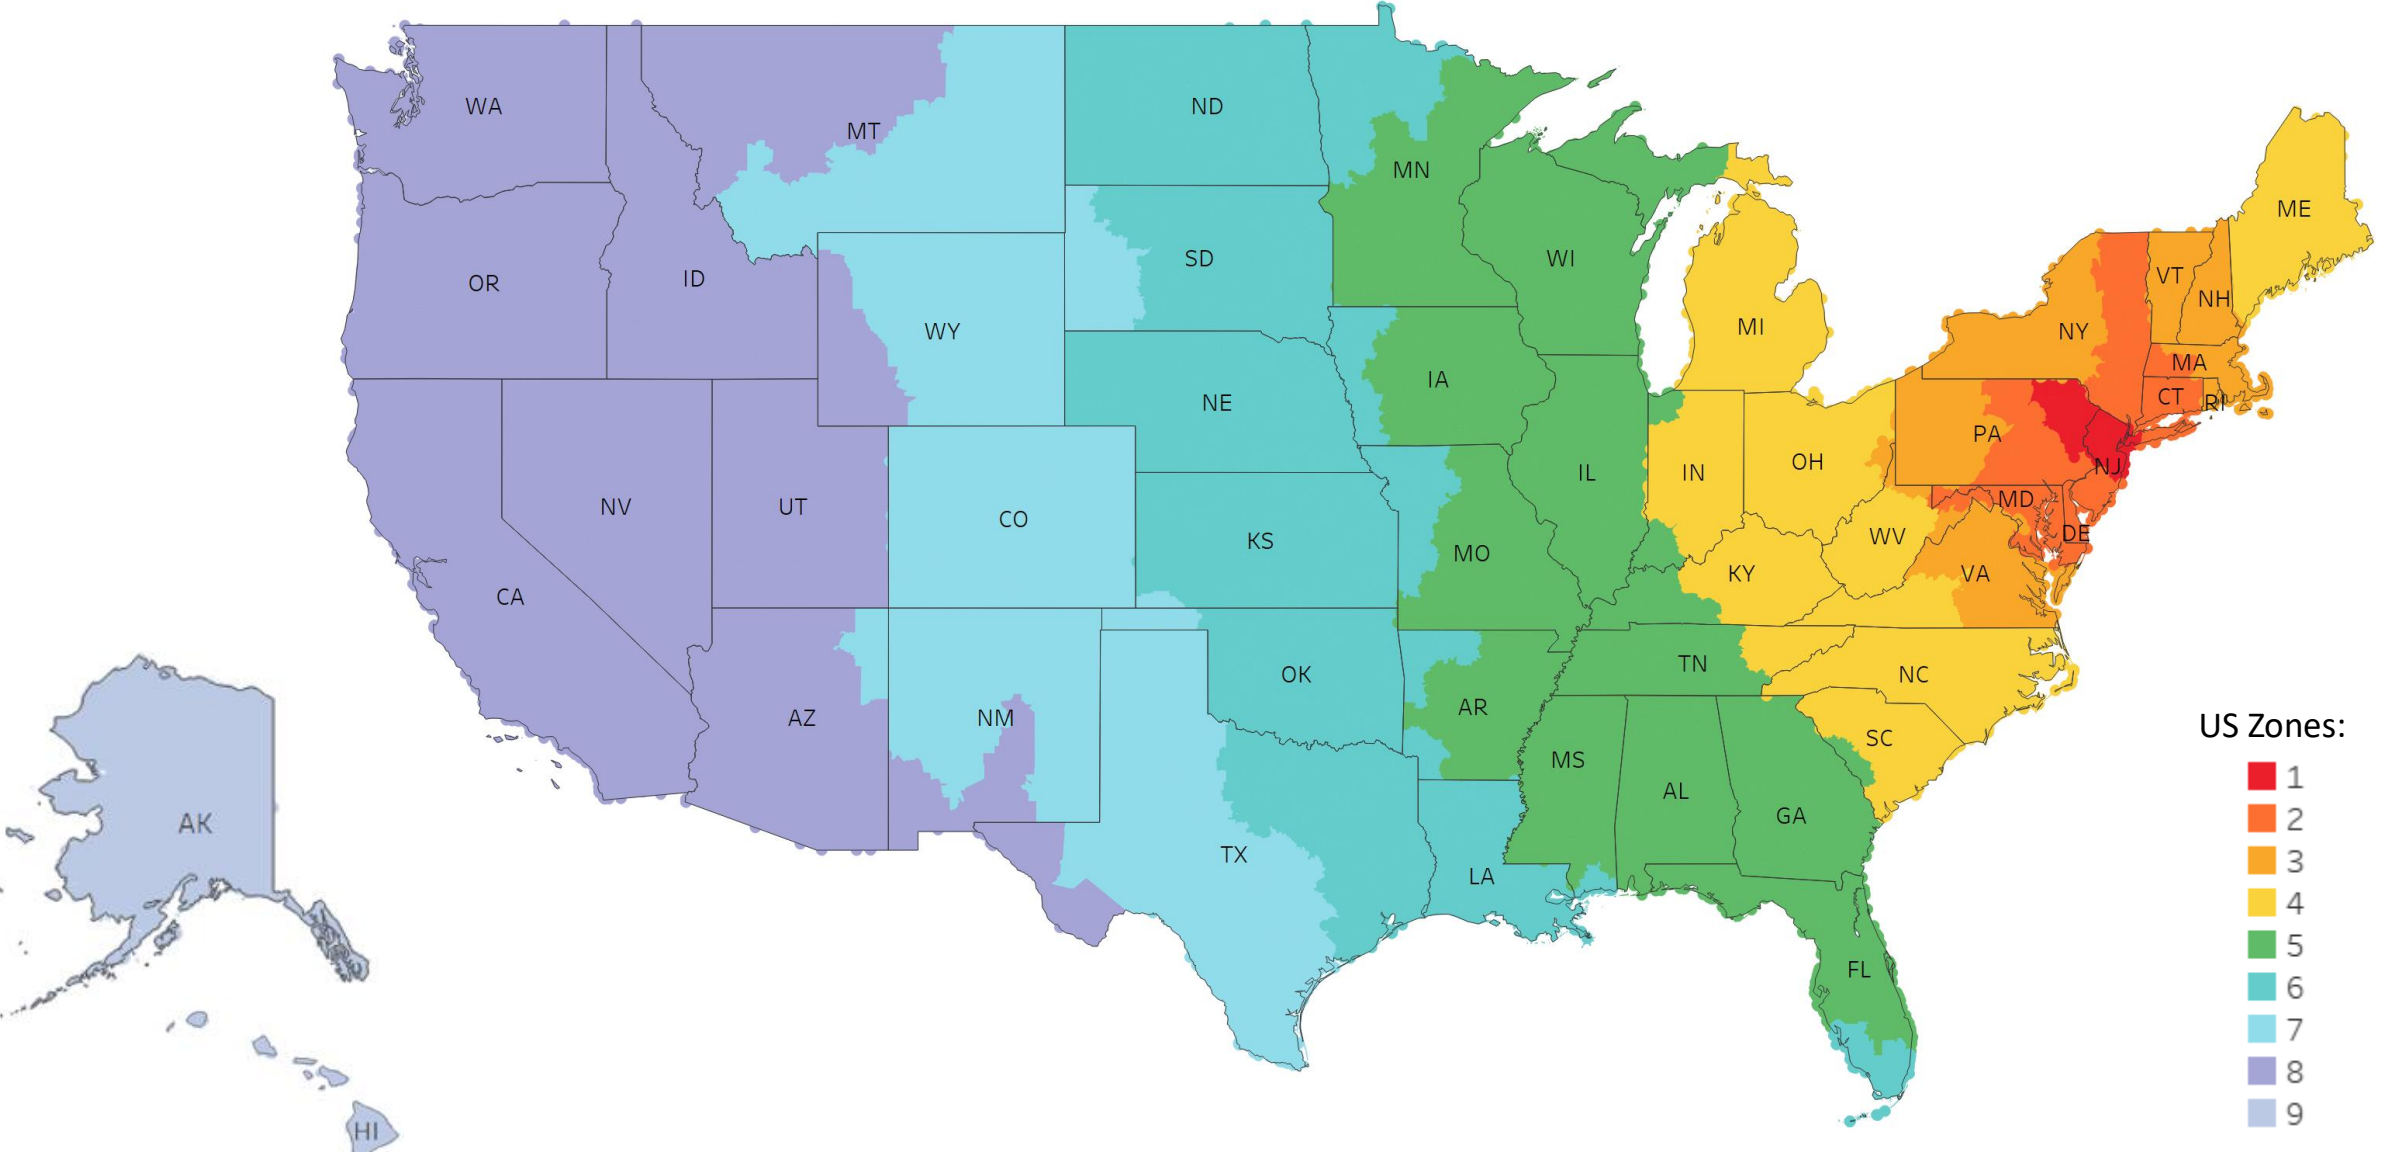 WA
MT
ND
MN
ME
OR
ID
SD
WI
VT
NH
WY
MI
NY
IA
MA
NE
CT
RI
PA
NV
UT
CO
KS
IL
IN
OH
NJ
MD
DE
CA
MO
KY
WV
VA
AZ
NM
OK
AR
TN
NC
MS
AL
GA
SC
TX
LA
FL
AK
HI
US Zones:
1
2
3
4
5
6
7
8
9